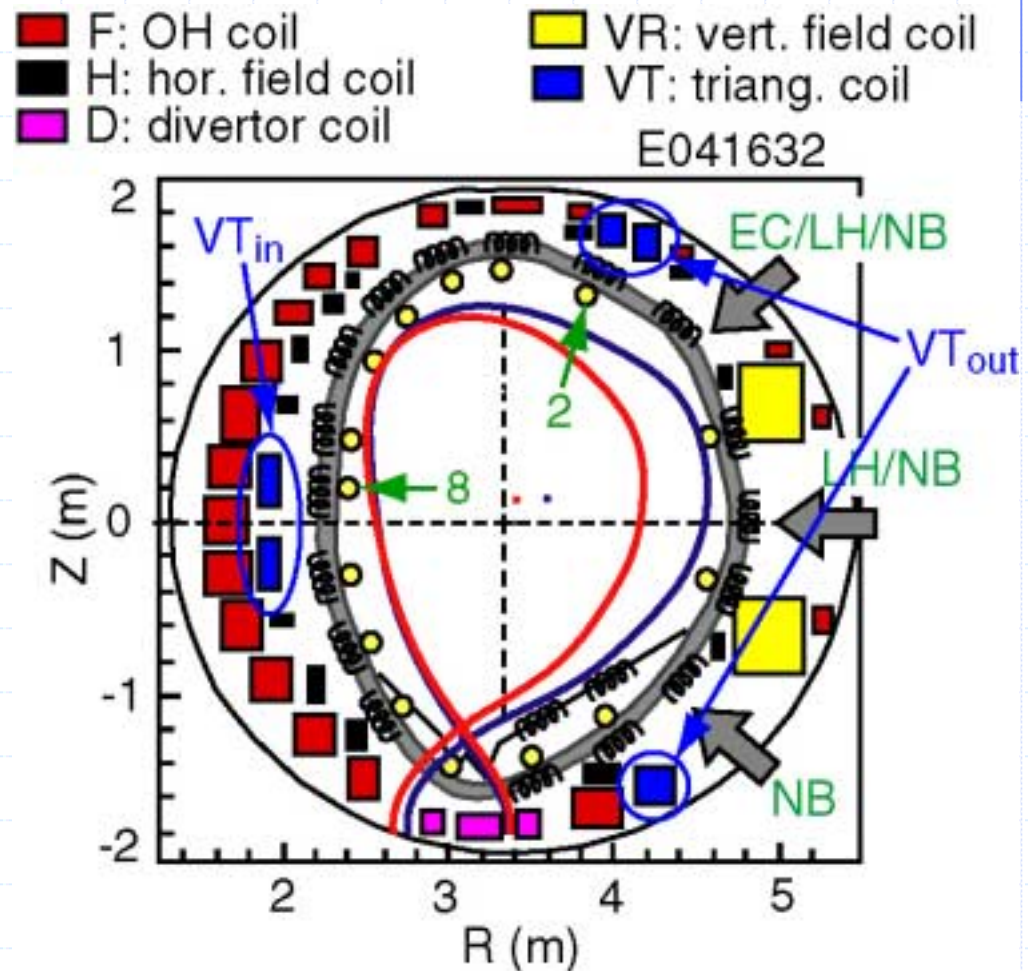 F: OH coil
VR: vert. field coil
H: hor. field coil
VT: triang. coil
D: divertor coil
E041632
2
VTin
EC/LH/NB
1
VTout
2
8
LH/NB
0
Z (m)
-1
NB
-2
2 3 4 5
R (m)